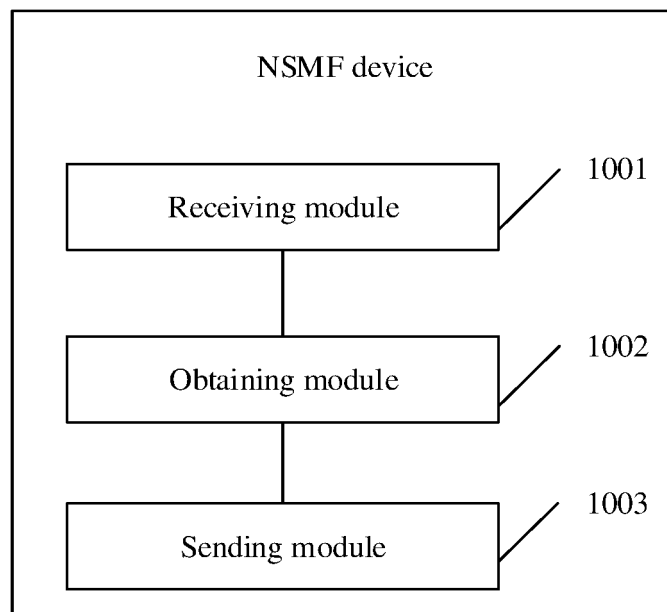 NSMF device
1001
Receiving module
1002
Obtaining module
1003
Sending module